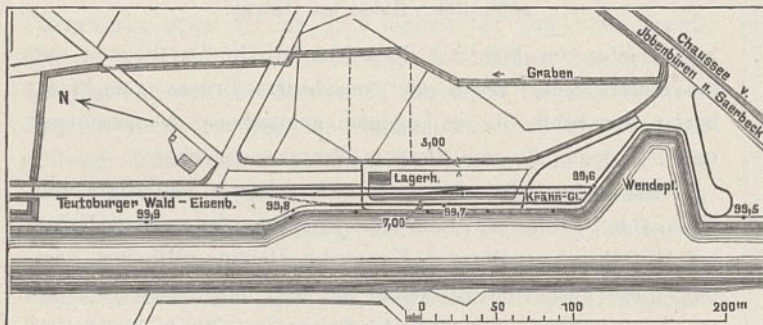 Chaussee v.
Jbbenbüren n. Saerbeck
Graben
N
5,00
Lagerh.
99,6
Wendepl.
Krahn-Gl.
Teutoburger Wald-Eisenb.
99,9
99,8
7,00
99,7
99,5
0 50 100 200m